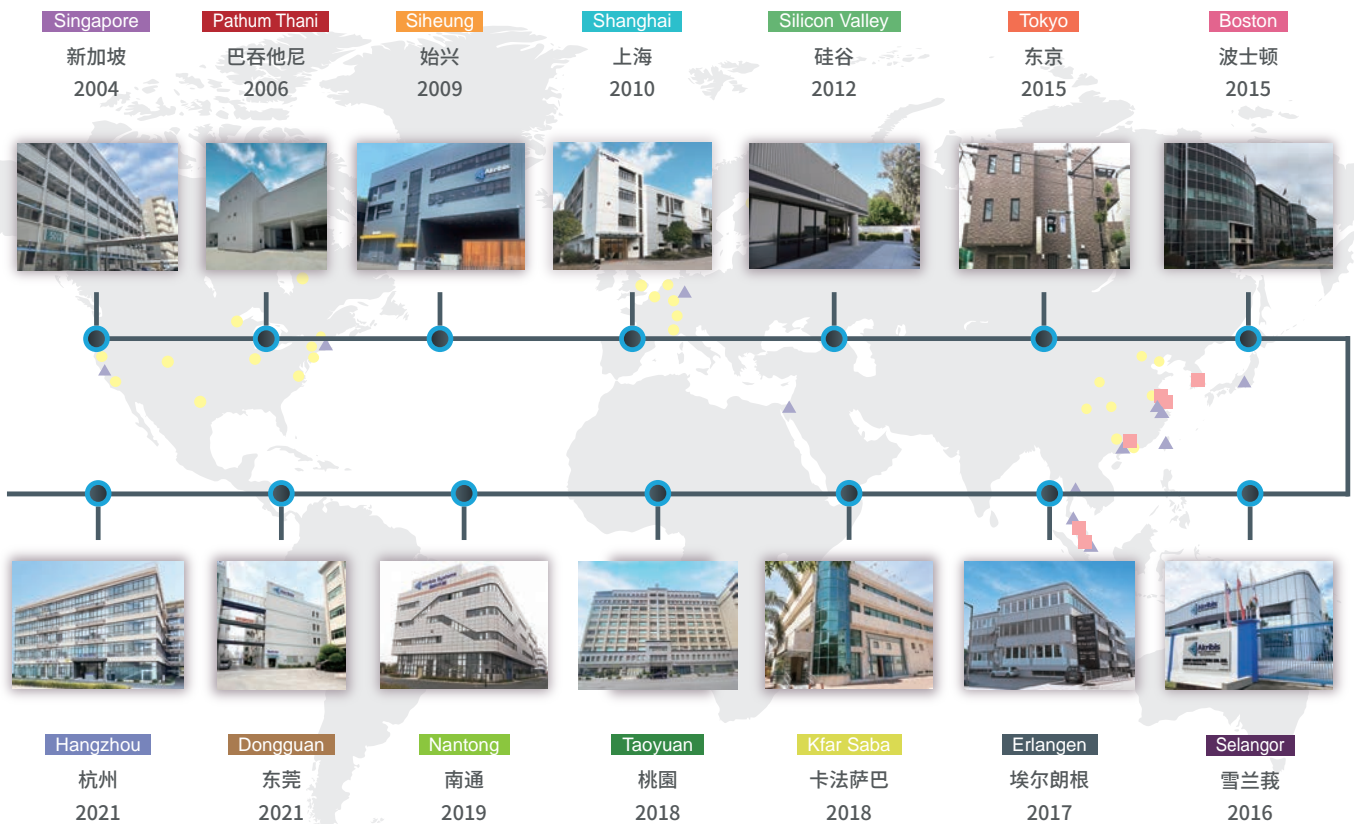 Singapore
新加坡
2004
Pathum Thani
巴吞他尼
2006
Siheung
始兴
2009
Shanghai
上海
2010
Silicon Valley
硅谷
2012
Tokyo
东京
2015
Boston
波士顿
2015
Akribis
Akribis
Akribis
Hangzhou
杭州
2021
Dongguan
东莞
2021
Nantong
南通
2019
Taoyuan
桃園
2018
Kfar Saba
卡法萨巴
2018
Erlangen
埃尔朗根
2017
Selangor
雪兰莪
2016